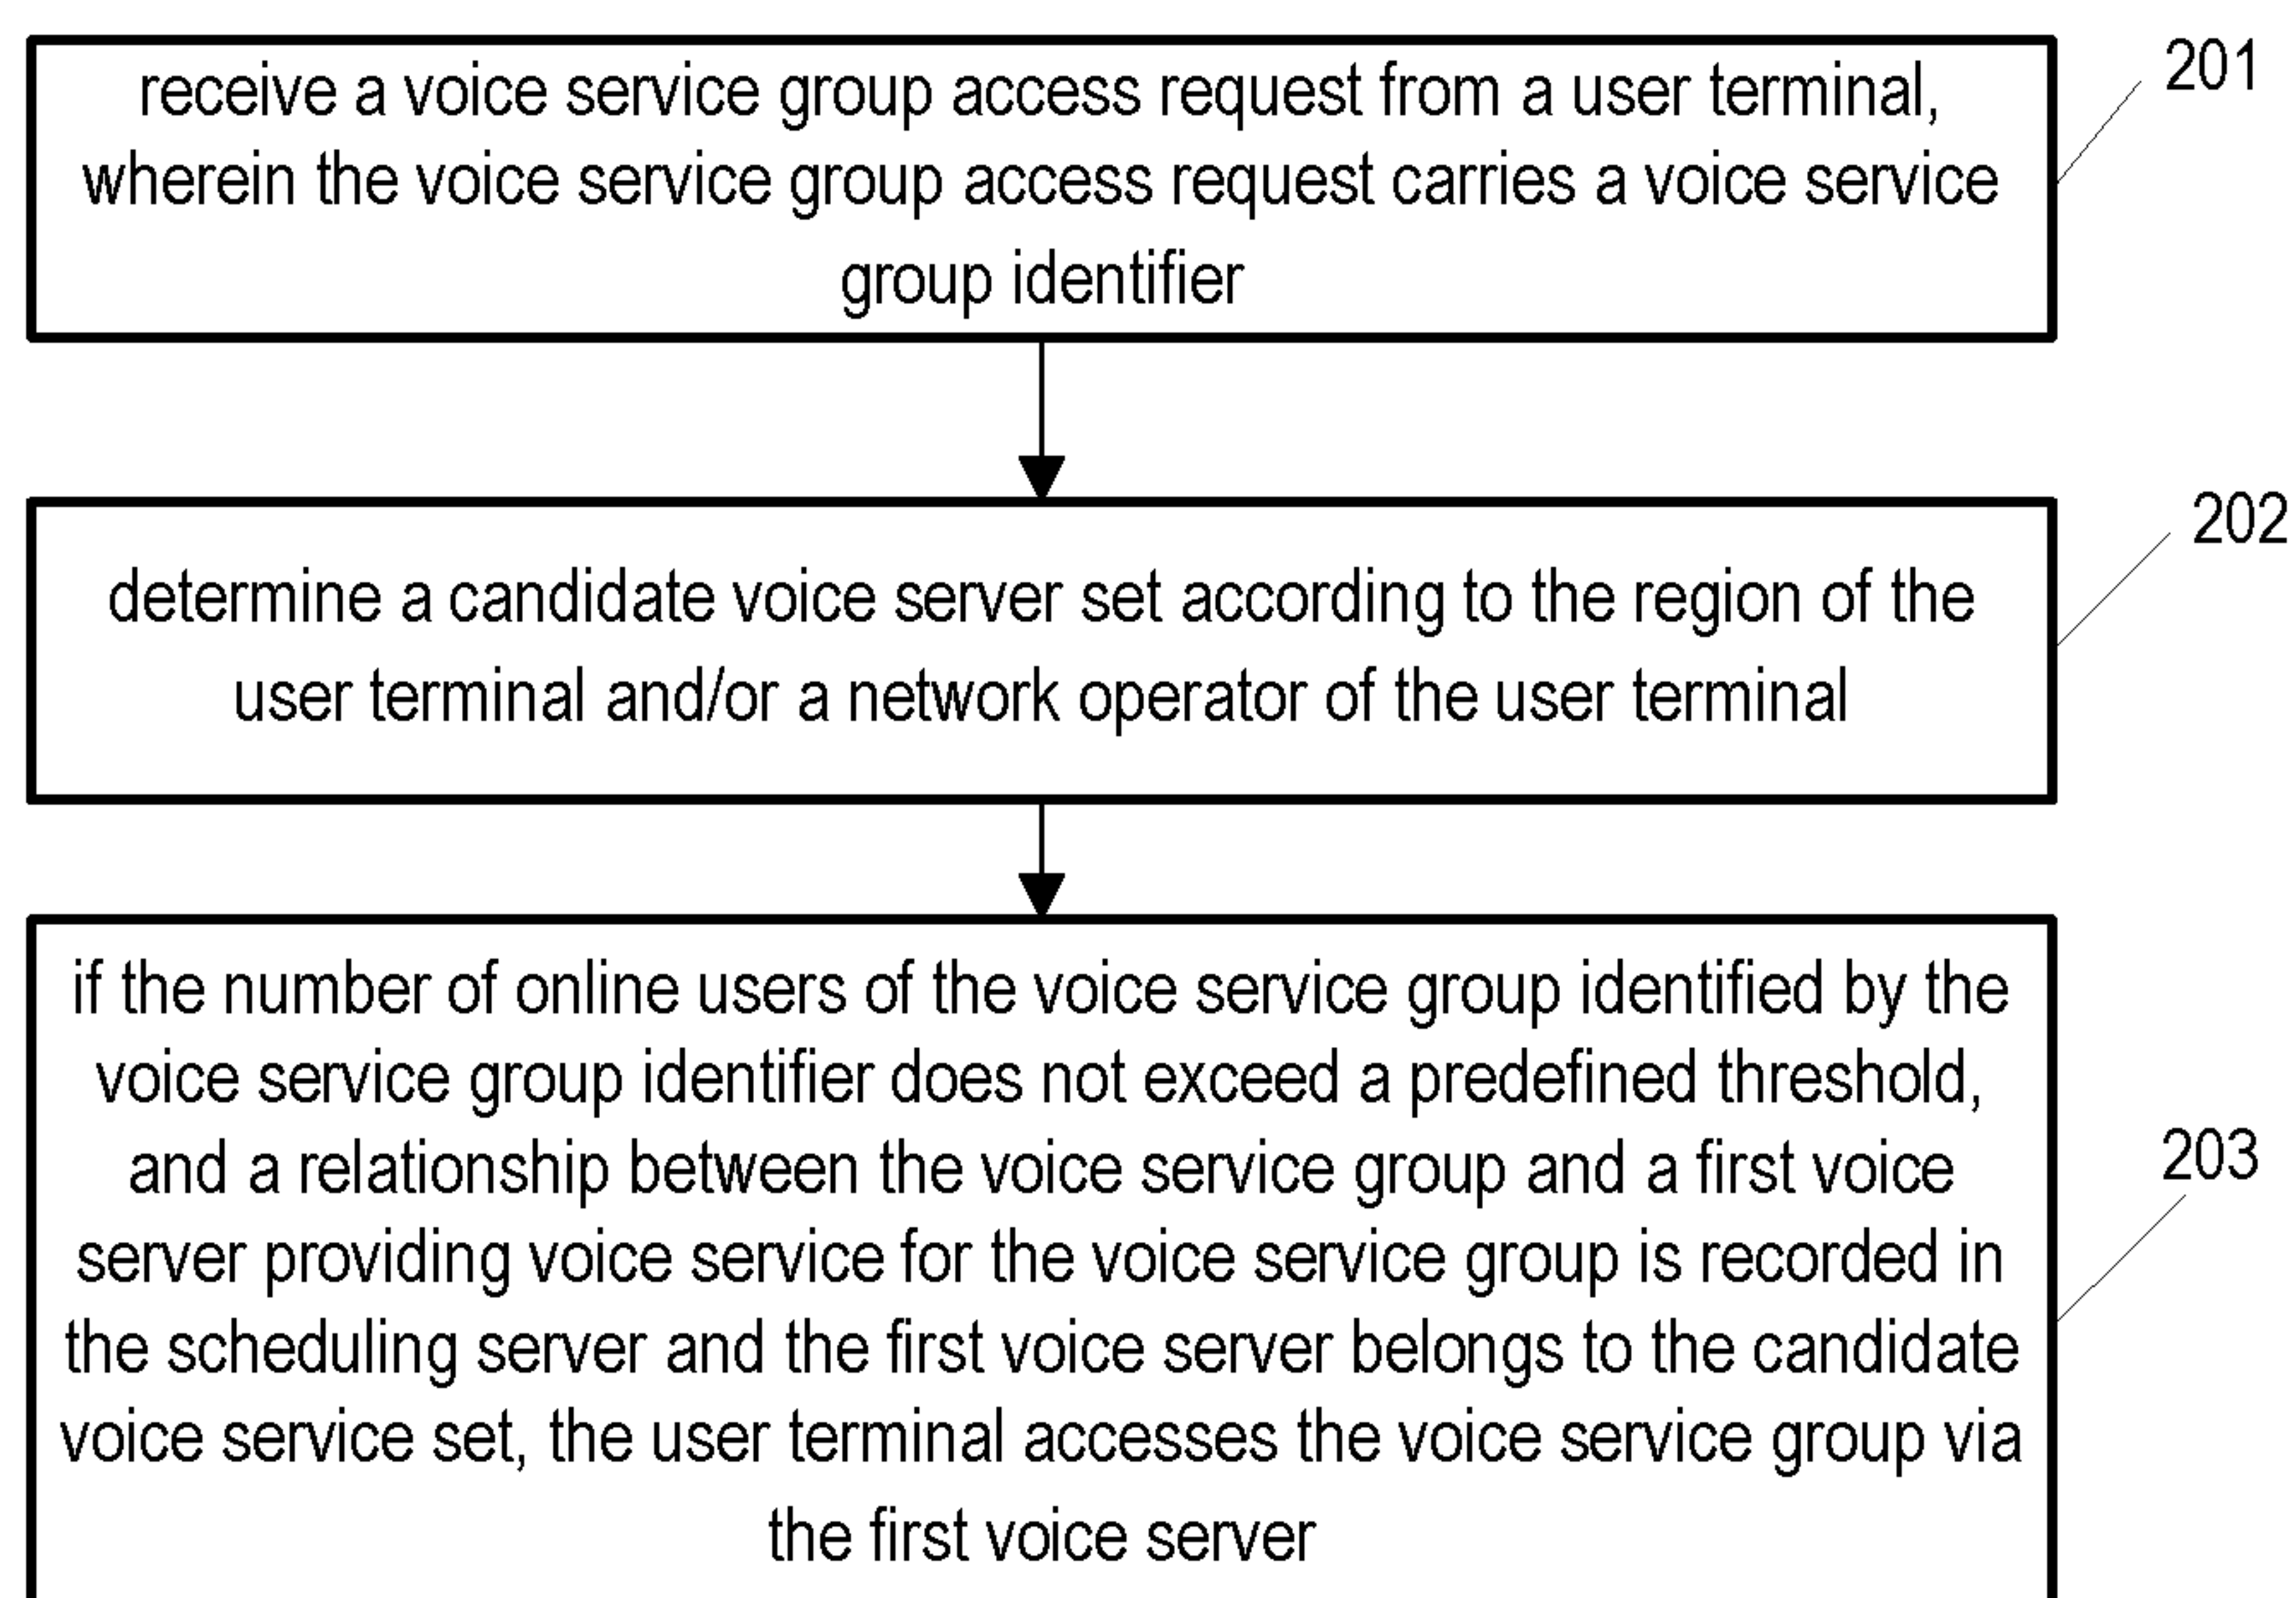 receive a voice service group access request from a user terminal,
wherein the voice service group access request carries a voice service
group identifier
201
determine a candidate voice server set according to the region of the
user terminal and/or a network operator of the user terminal
202
if the number of online users of the voice service group identified by the
voice service group identifier does not exceed a predefined threshold,
and a relationship between the voice service group and a first voice
server providing voice service for the voice service group is recorded in
the scheduling server and the first voice server belongs to the candidate
voice service set, the user terminal accesses the voice service group via
the first voice server
203